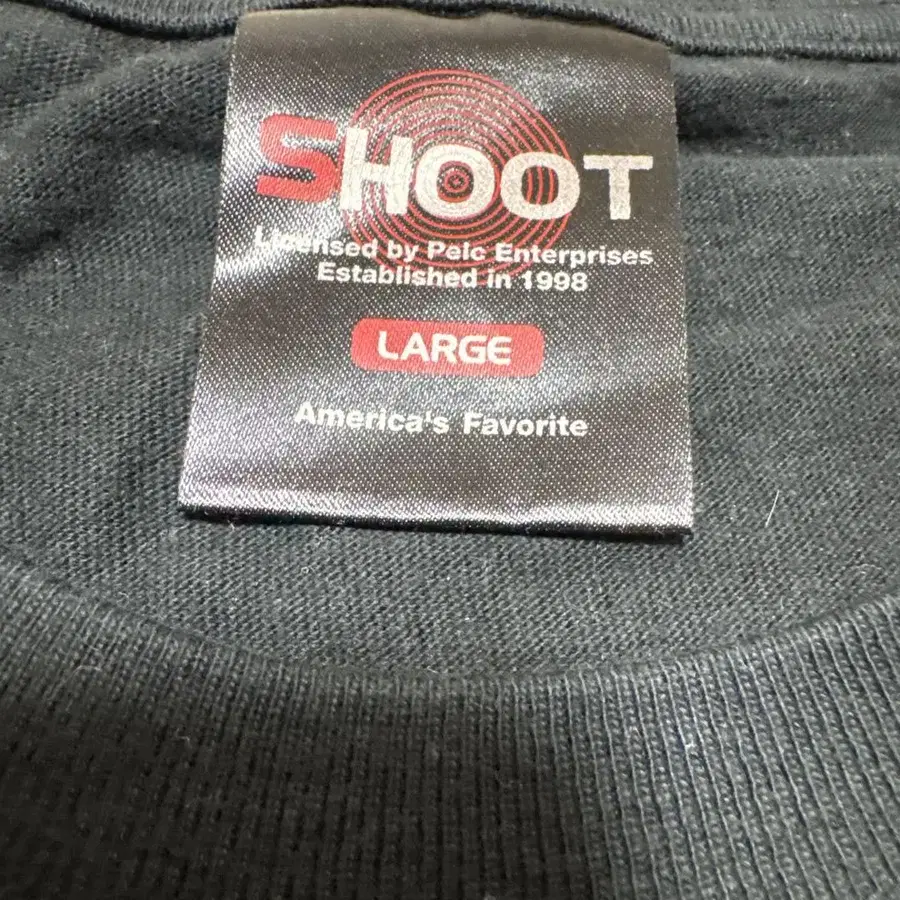 SHOOT
Licensed by Pelc Enterprises
Established in 1998
LARGE
America's Favorite